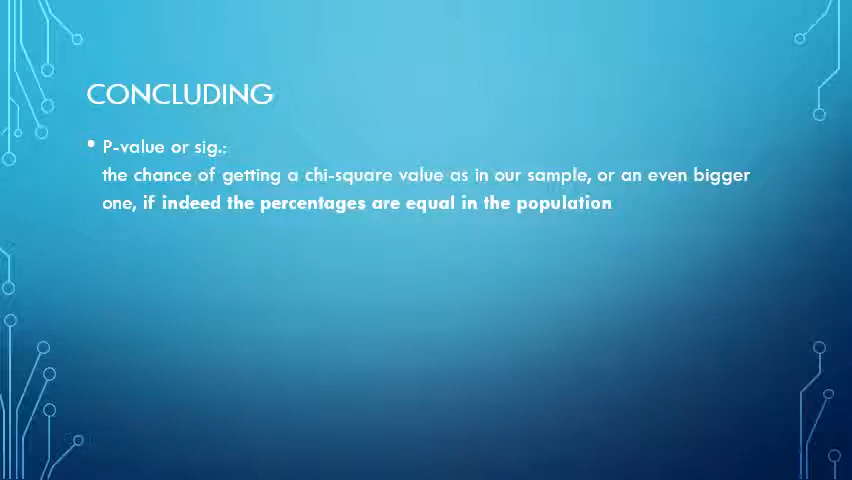 CONCLUDING
• P-value or sig.:
the chance of getting a chi-square value as in our sample, or an even bigger
one, if indeed the percentages are equal in the population